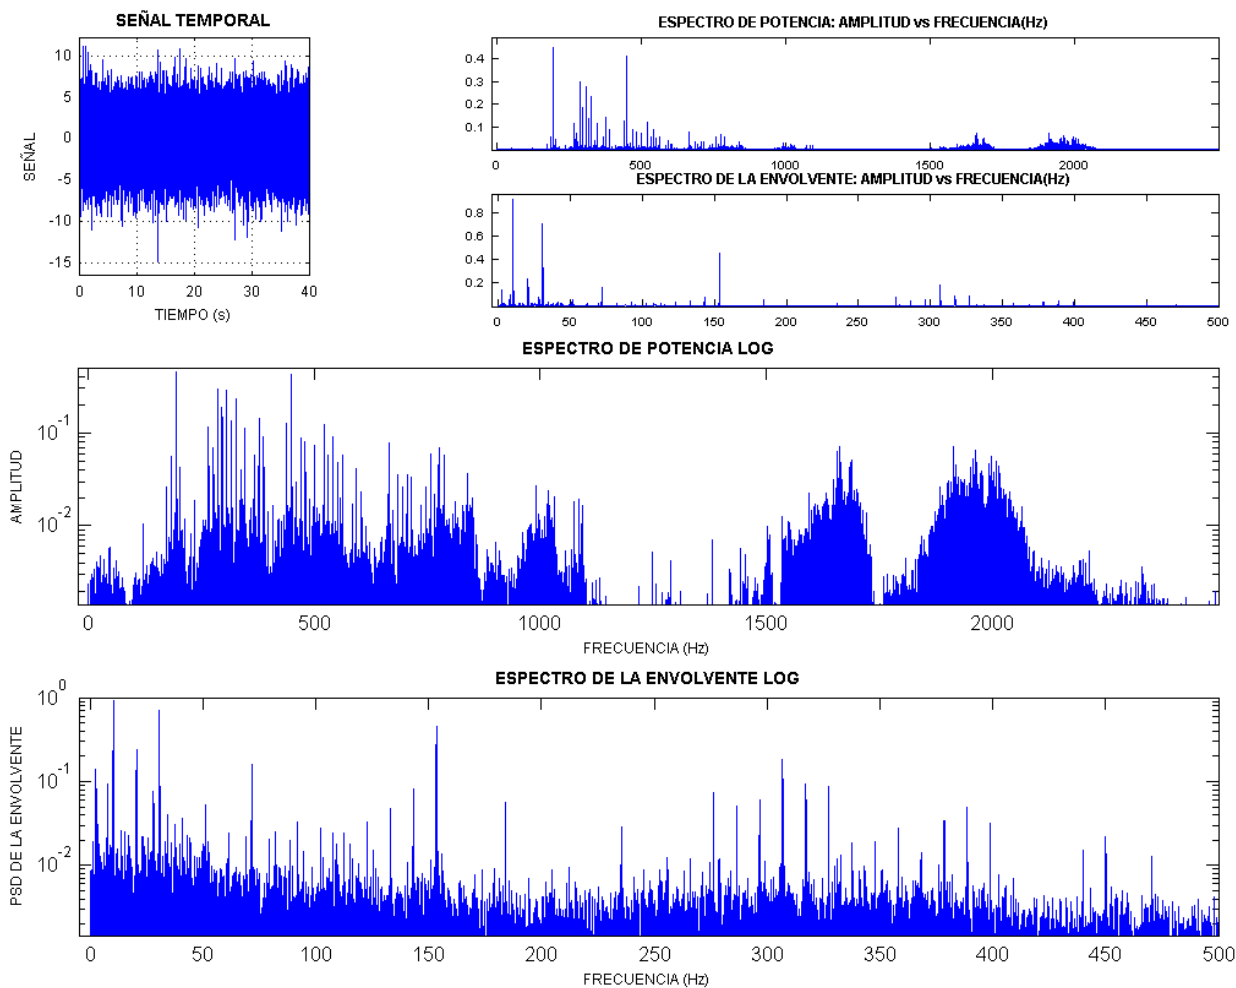 SEÑAL TEMPORAL
10
5
0
-5
-10
-15
SEÑAL
0 10 20 30 40
TIEMPO (s)
ESPECTRO DE POTENCIA: AMPLITUD vs FRECUENCIA(Hz)
0.4
0.3
0.2
0.1
0 500 1000 1500 2000
ESPECTRO DE LA ENVOLVENTE: AMPLITUD vs FRECUENCIA(Hz)
0.8
0.6
0.4
0.2
0 50 100 150 200 250 300 350 400 450 500
ESPECTRO DE POTENCIA LOG
10^-1
10^-2
AMPLITUD
0 500 1000 1500 2000
FRECUENCIA (Hz)
ESPECTRO DE LA ENVOLVENTE LOG
10^0
10^-1
10^-2
PSD DE LA ENVOLVENTE
0 50 100 150 200 250 300 350 400 450 500
FRECUENCIA (Hz)